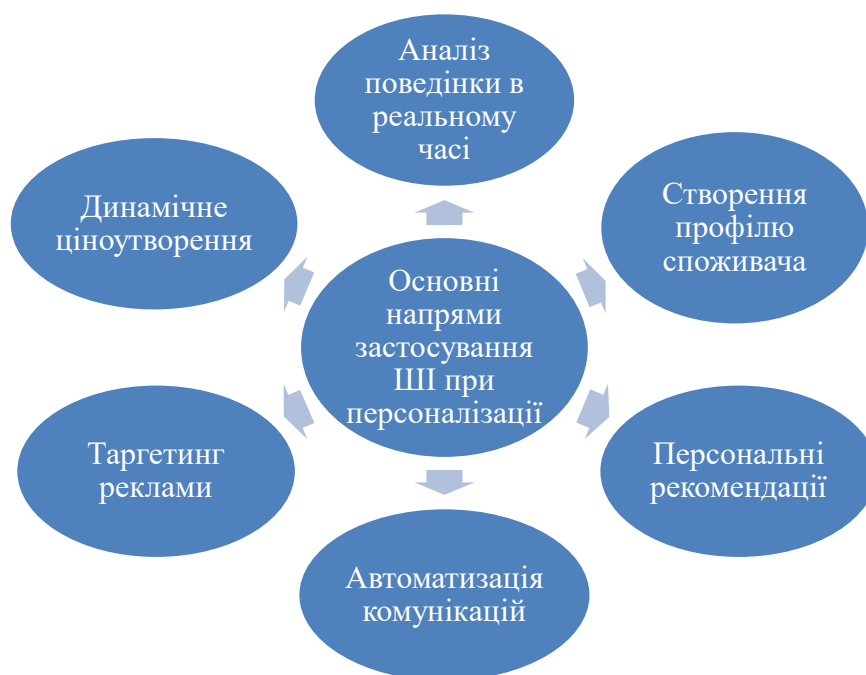 Аналіз
поведінки в
реальному
часі
Створення
профілю
споживача
Персональні
рекомендації
Автоматизація
комунікацій
Таргетинг
реклами
Динамічне
ціноутворення
Основні
напрями
застосування
ШІ при
персоналізації